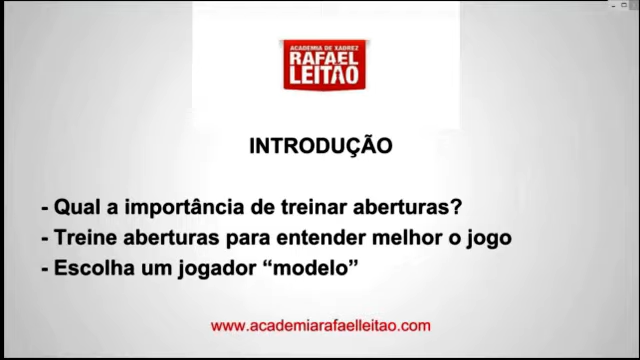 ACADEMIA DE XADREZ
RAFAEL
LEITÃO
INTRODUÇÃO
- Qual a importância de treinar aberturas?
- Treine aberturas para entender melhor o jogo
- Escolha um jogador “modelo”
www.academiarafaelleitao.com